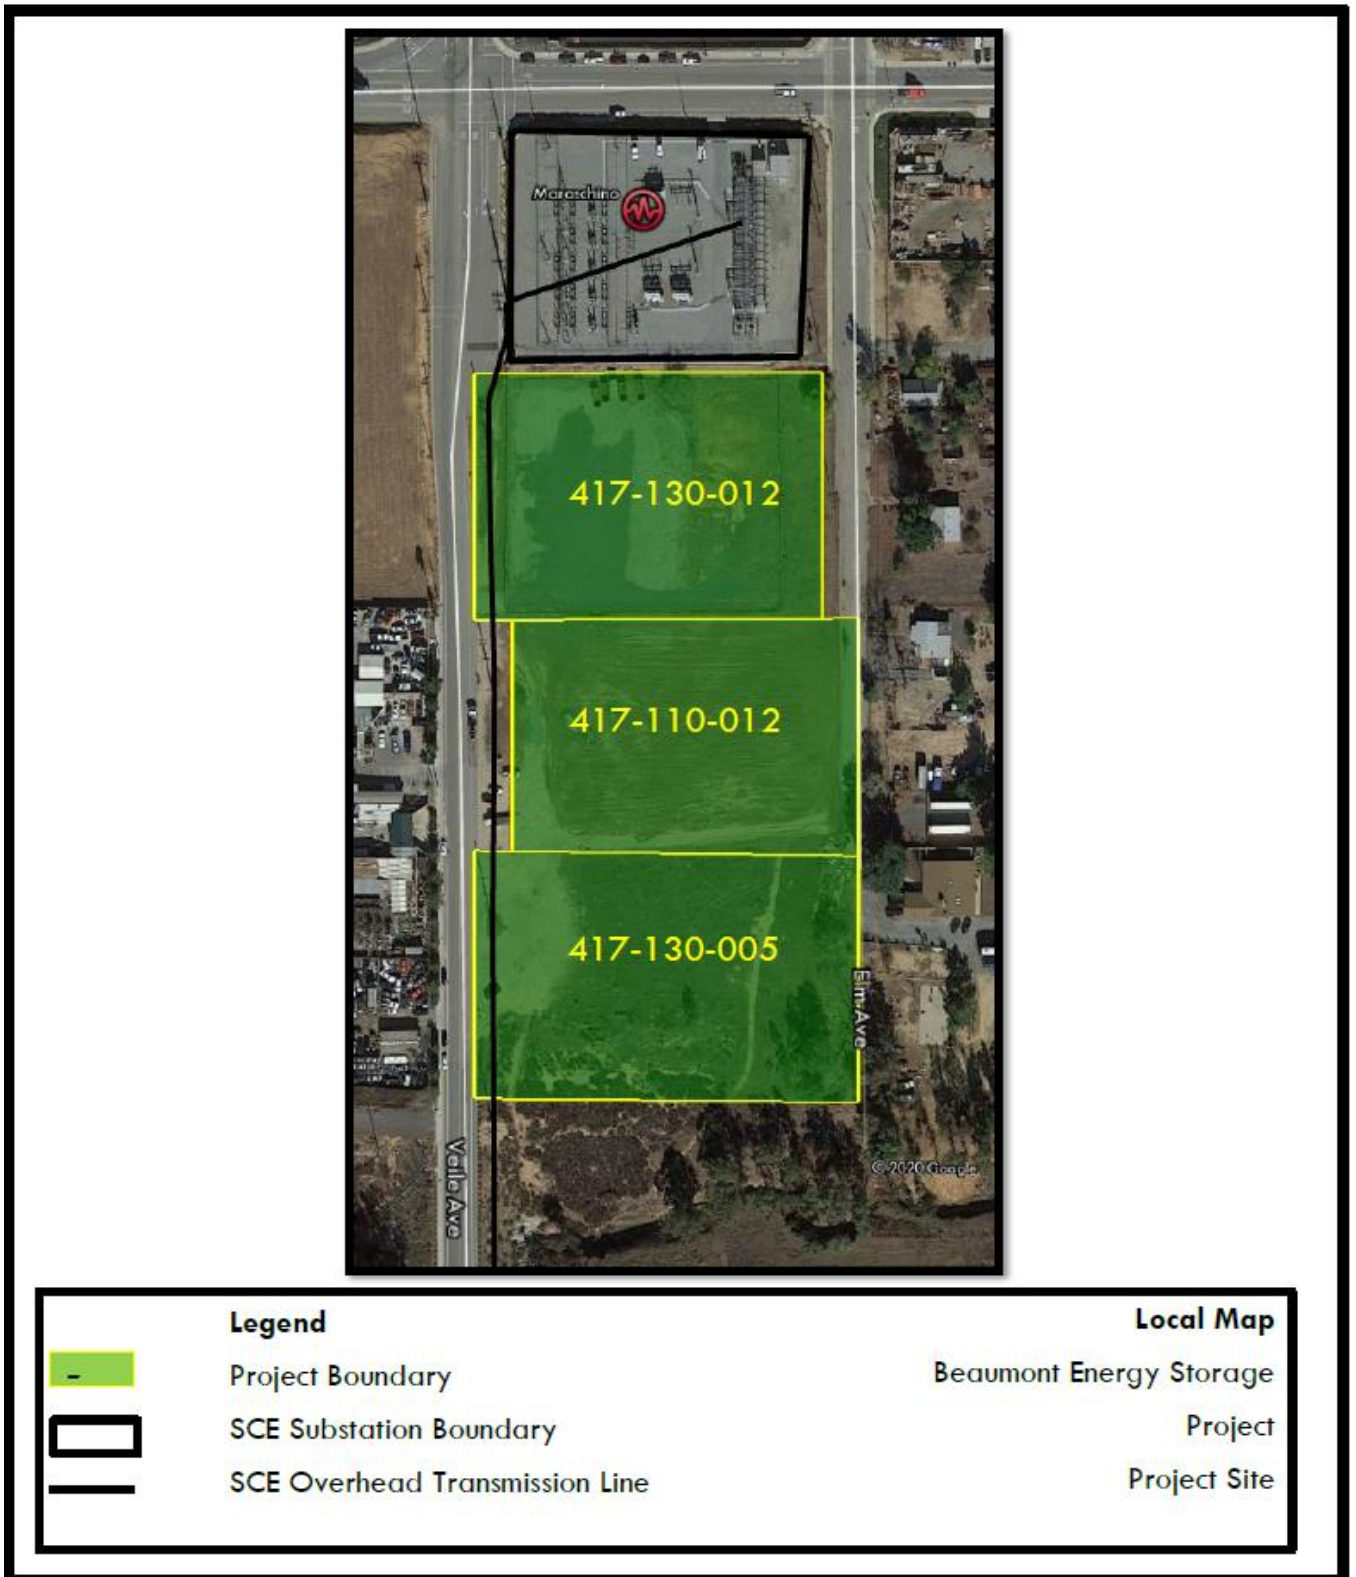 Maraschino
417-130-012
417-110-012
417-130-005
Elm Ave
Valle Ave
© 2020 Google
Legend
Project Boundary
SCE Substation Boundary
SCE Overhead Transmission Line
Local Map
Beaumont Energy Storage
Project
Project Site